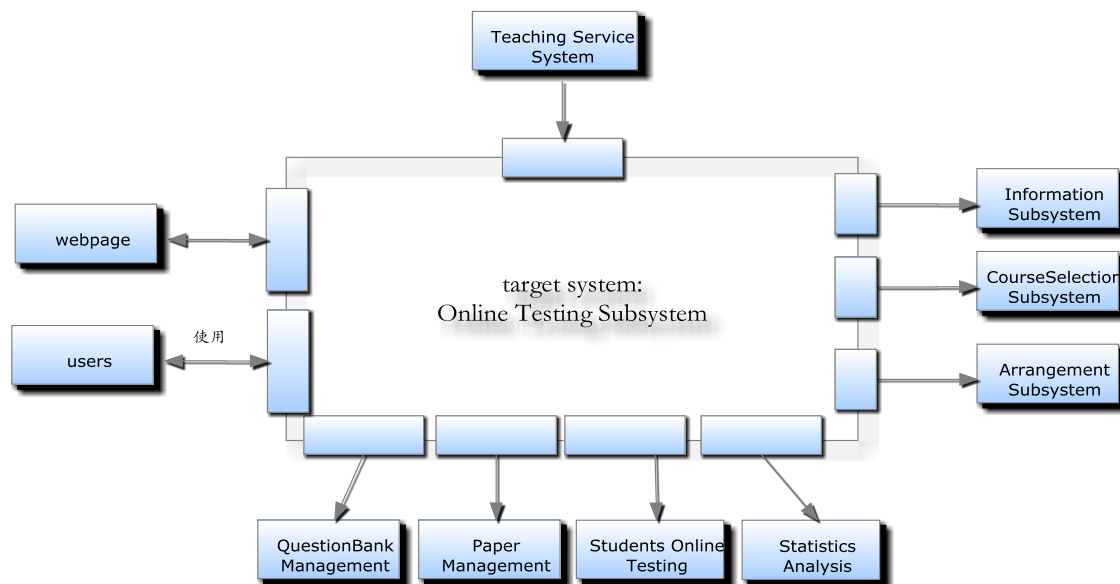 Teaching Service
System
Information
Subsystem
webpage
CourseSelection
Subsystem
target system:
Online Testing Subsystem
使用
users
Arrangement
Subsystem
QuestionBank
Management
Paper
Management
Students Online
Testing
Statistics
Analysis